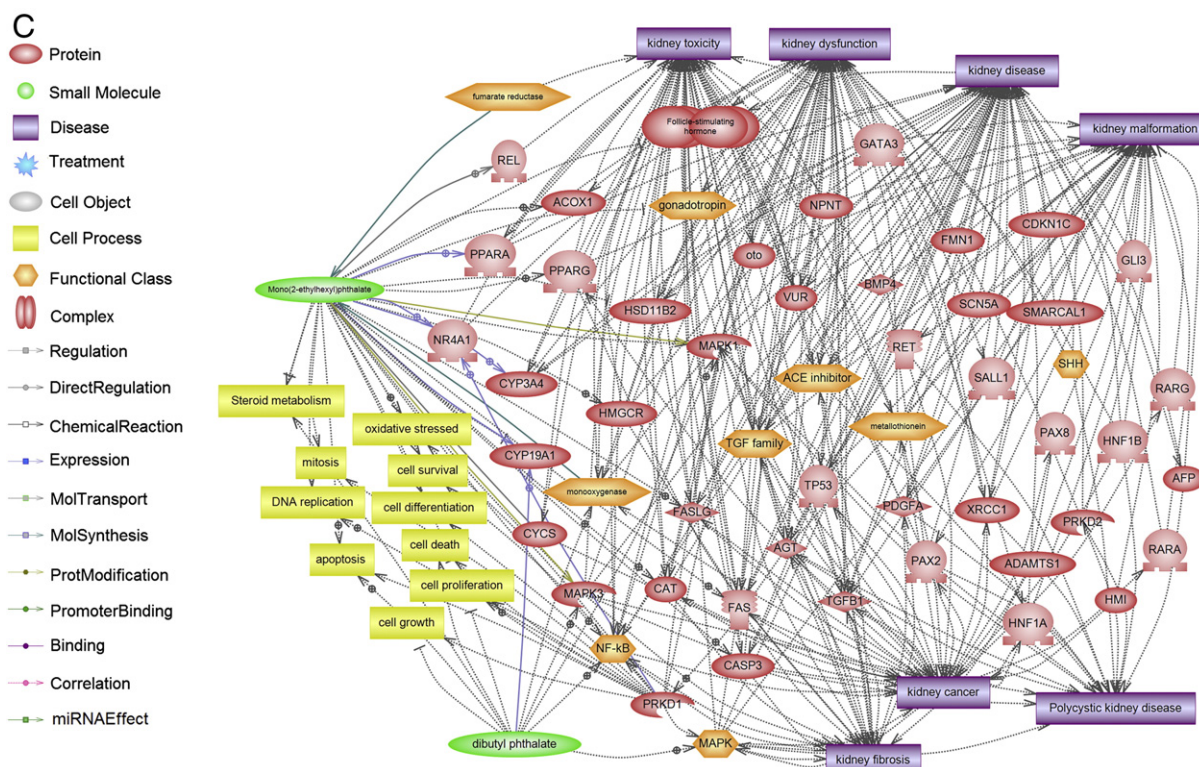 C
Protein
Small Molecule
Disease
Treatment
Cell Object
Cell Process
Functional Class
Complex
Regulation
DirectRegulation
ChemicalReaction
Expression
MolTransport
MolSynthesis
ProtModification
PromoterBinding
Binding
Correlation
miRNAEffect
kidney toxicity
kidney dysfunction
kidney disease
kidney malformation
fumarate reductase
Follicle-stimulating
hormone
GATA3
REL
ACOX1
gonadotropin
NPNT
CDKN1C
FMN1
PPARA
PPARG
oto
GLI3
Mono(2-ethylhexyl)phthalate
VUR
BMP4
HSD11B2
SCN5A
SMARCAL1
NR4A1
MAPK1
RET
CYP3A4
ACE inhibitor
SALL1
SHH
Steroid metabolism
RARG
HMGCR
oxidative stressed
TGF family
metallothionein
PAX8
HNF1B
mitosis
CYP19A1
cell survival
AFP
DNA replication
cell differentiation
monooxygenase
TP53
FASLG
PDGFA
XRCC1
PRKD2
CYCS
cell death
apoptosis
AGT
PAX2
ADAMTS1
RARA
cell proliferation
MAPK3
CAT
FAS
TGFB1
HMI
cell growth
HNF1A
NF-kB
CASP3
kidney cancer
PRKD1
Polycystic kidney disease
dibutyl phthalate
MAPK
kidney fibrosis